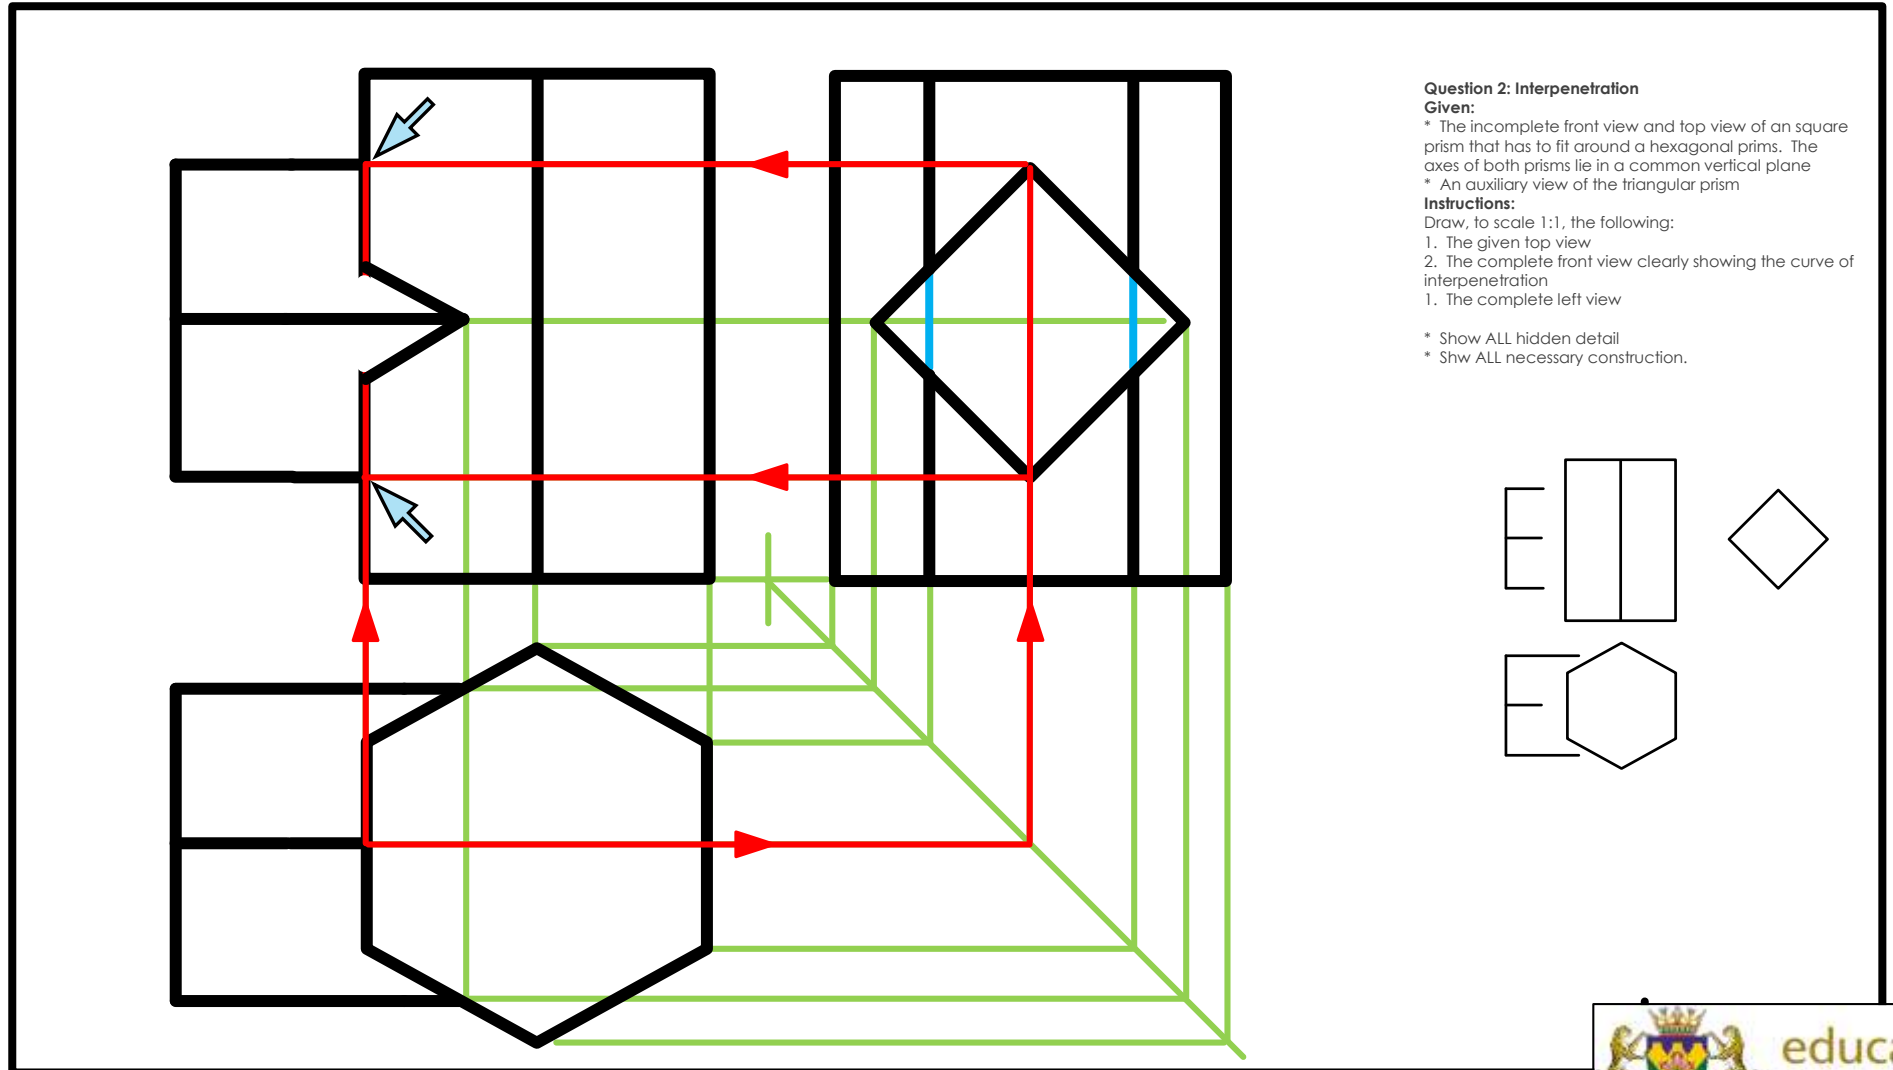 Question 2: Interpenetration
Given:
* The incomplete front view and top view of an square
prism that has to fit around a hexagonal prims. The
axes of both prisms lie in a common vertical plane
* An auxiliary view of the triangular prism
Instructions:
Draw, to scale 1:1, the following:
1. The given top view
2. The complete front view clearly showing the curve of
interpenetration
1. The complete left view
* Show ALL hidden detail
* Shw ALL necessary construction.